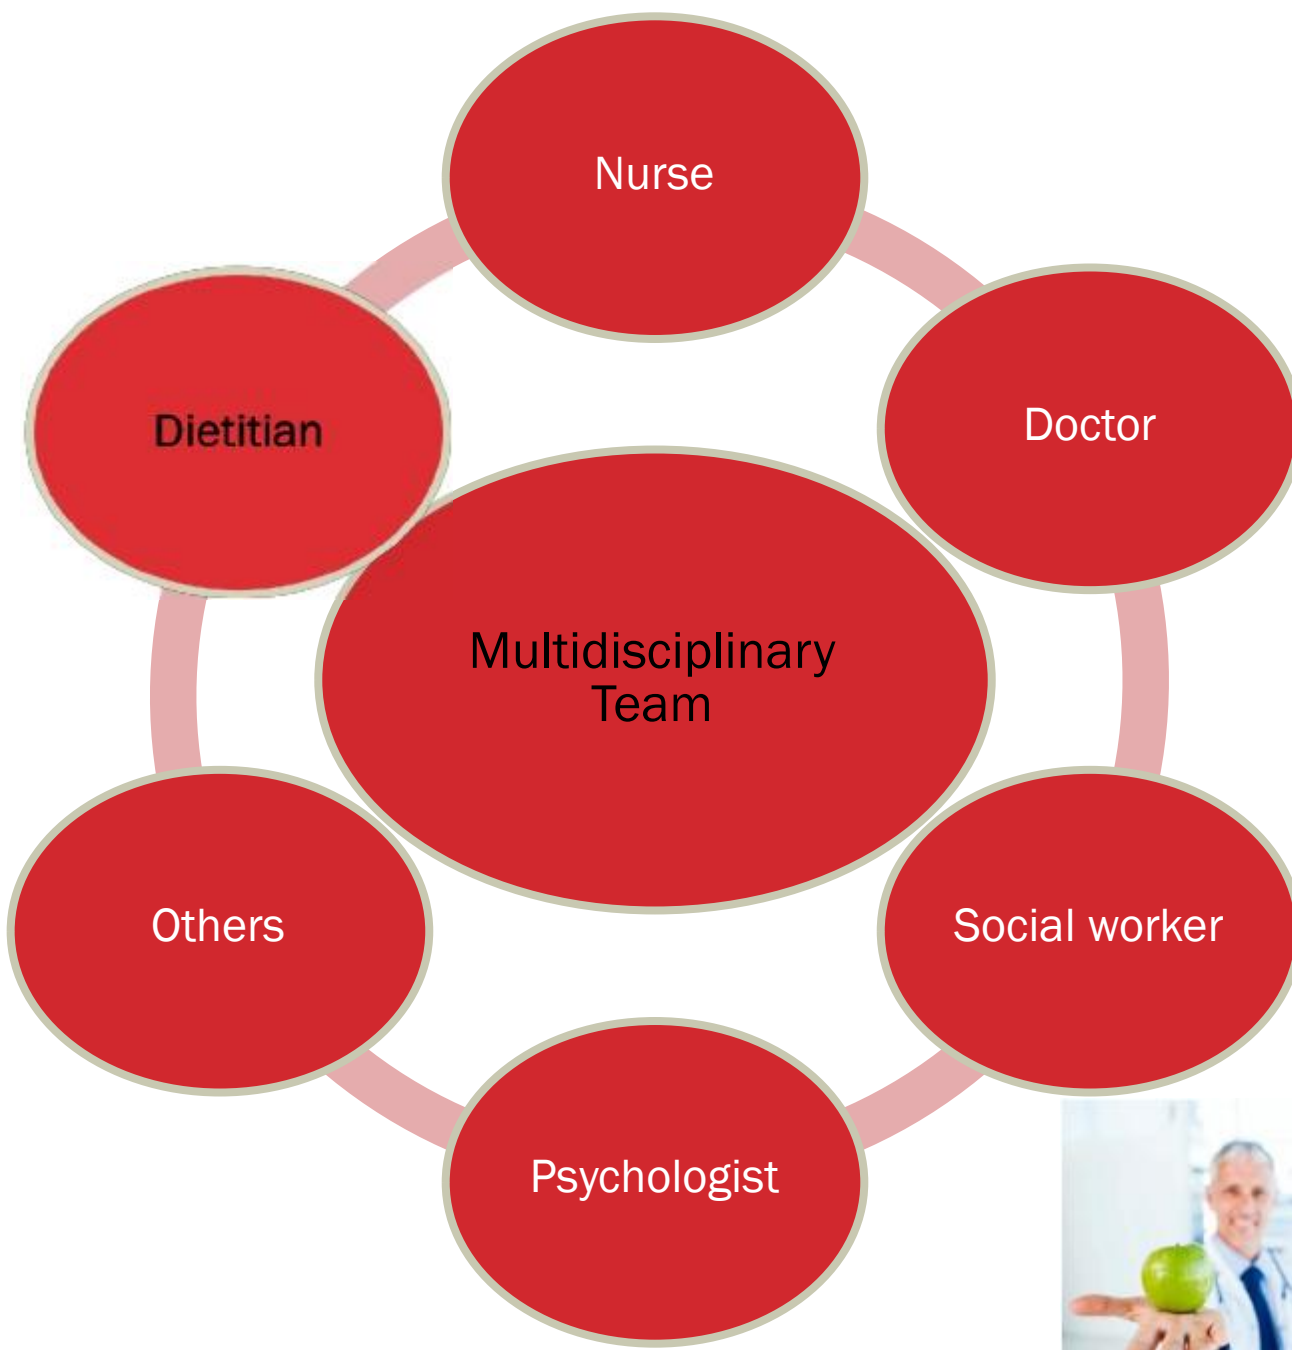 Nurse
Doctor
Dietitian
Multidisciplinary
Team
Others
Social worker
Psychologist